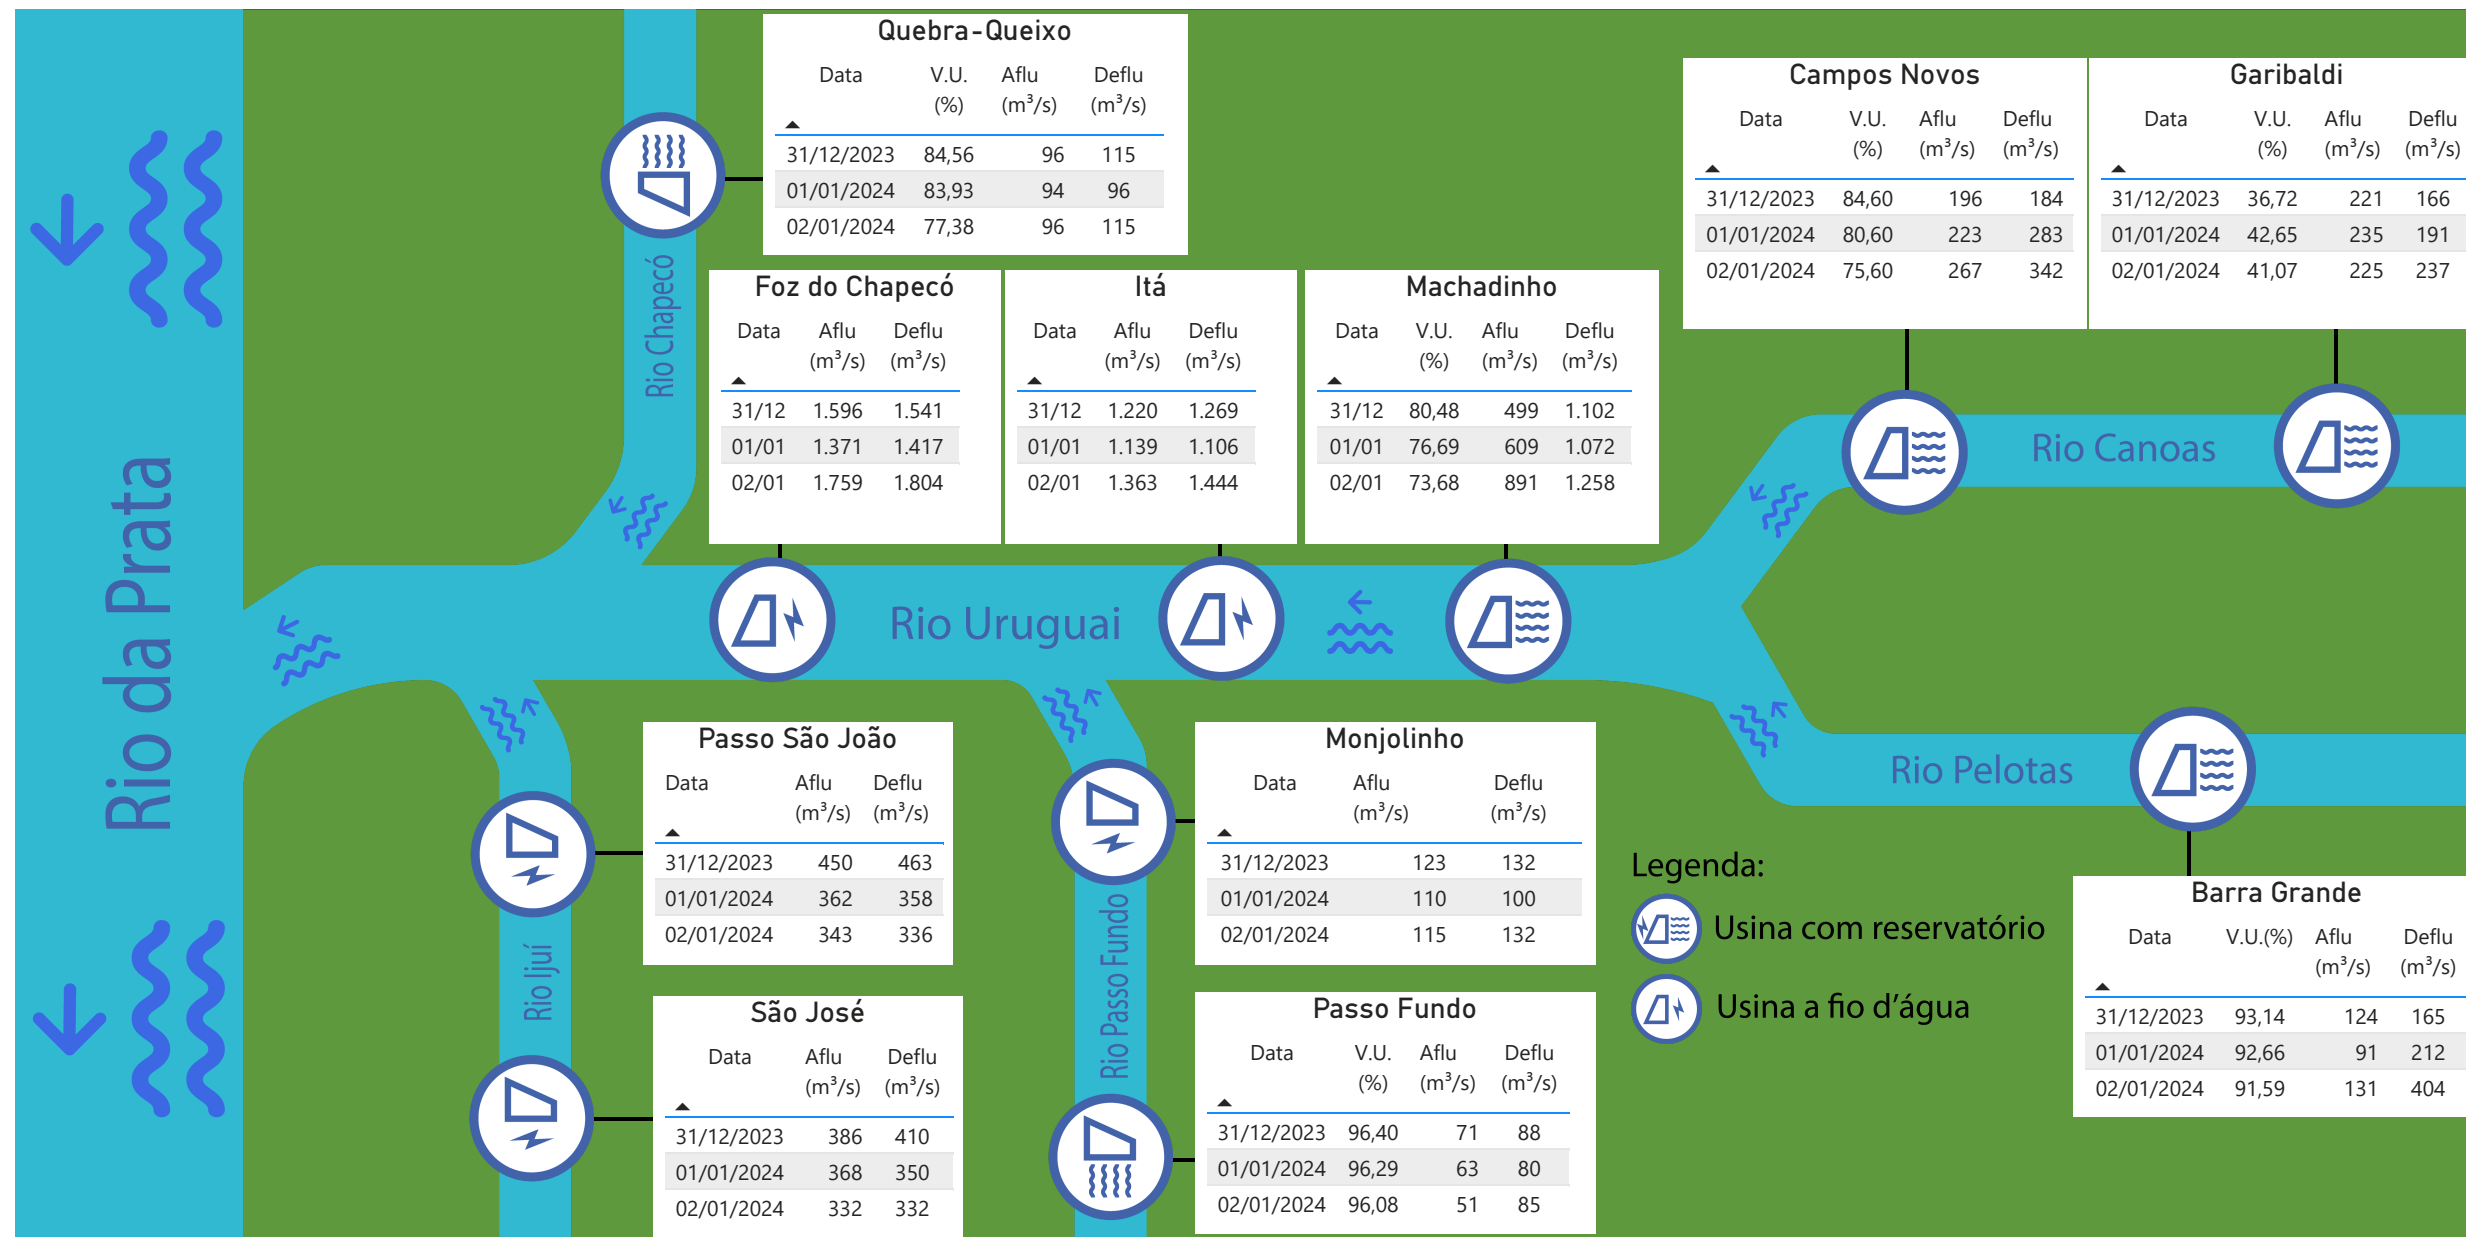 Quebra-Queixo
Data V.U. (%) Aflu (m³/s) Deflu (m³/s)
31/12/2023 84,56 96 115
01/01/2024 83,93 94 96
02/01/2024 77,38 96 115
Campos Novos
Data V.U. (%) Aflu (m³/s) Deflu (m³/s)
31/12/2023 84,60 196 184
01/01/2024 80,60 223 283
02/01/2024 75,60 267 342
Garibaldi
Data V.U. (%) Aflu (m³/s) Deflu (m³/s)
31/12/2023 36,72 221 166
01/01/2024 42,65 235 191
02/01/2024 41,07 225 237
Rio Chapecó
Foz do Chapecó
Data Aflu (m³/s) Deflu (m³/s)
31/12 1.596 1.541
01/01 1.371 1.417
02/01 1.759 1.804
Itá
Data Aflu (m³/s) Deflu (m³/s)
31/12 1.220 1.269
01/01 1.139 1.106
02/01 1.363 1.444
Machadinho
Data V.U. (%) Aflu (m³/s) Deflu (m³/s)
31/12 80,48 499 1.102
01/01 76,69 609 1.072
02/01 73,68 891 1.258
Rio Canoas
Rio da Prata
Rio Uruguai
Rio Pelotas
Passo São João
Data Aflu (m³/s) Deflu (m³/s)
31/12/2023 450 463
01/01/2024 362 358
02/01/2024 343 336
Monjolinho
Data Aflu (m³/s) Deflu (m³/s)
31/12/2023 123 132
01/01/2024 110 100
02/01/2024 115 132
Legenda:
Usina com reservatório
Usina a fio d’água
Barra Grande
Data V.U.(%) Aflu (m³/s) Deflu (m³/s)
31/12/2023 93,14 124 165
01/01/2024 92,66 91 212
02/01/2024 91,59 131 404
Rio Ijuí
Rio Passo Fundo
São José
Data Aflu (m³/s) Deflu (m³/s)
31/12/2023 386 410
01/01/2024 368 350
02/01/2024 332 332
Passo Fundo
Data V.U. (%) Aflu (m³/s) Deflu (m³/s)
31/12/2023 96,40 71 88
01/01/2024 96,29 63 80
02/01/2024 96,08 51 85